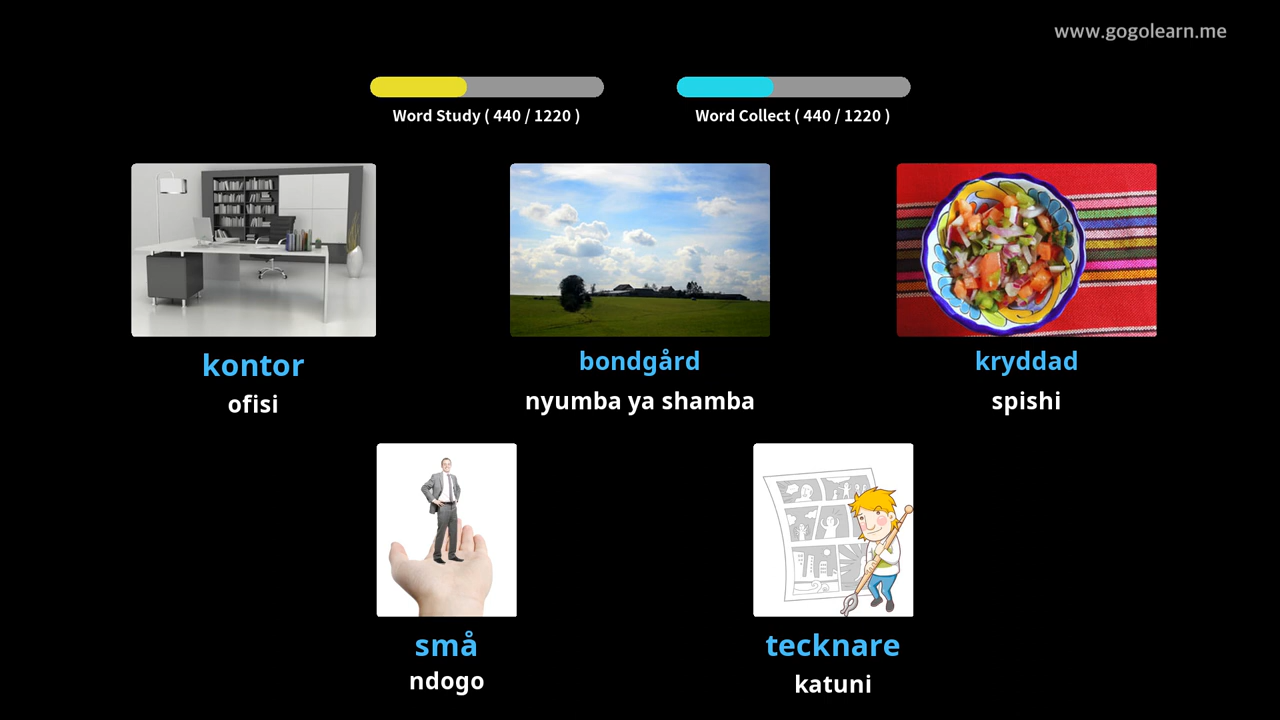 www.gogolearn.me
Word Study ( 440 / 1220 )
Word Collect ( 440 / 1220 )
kontor
ofisi
bondgård
nyumba ya shamba
kryddad
spishi
små
ndogo
tecknare
katuni